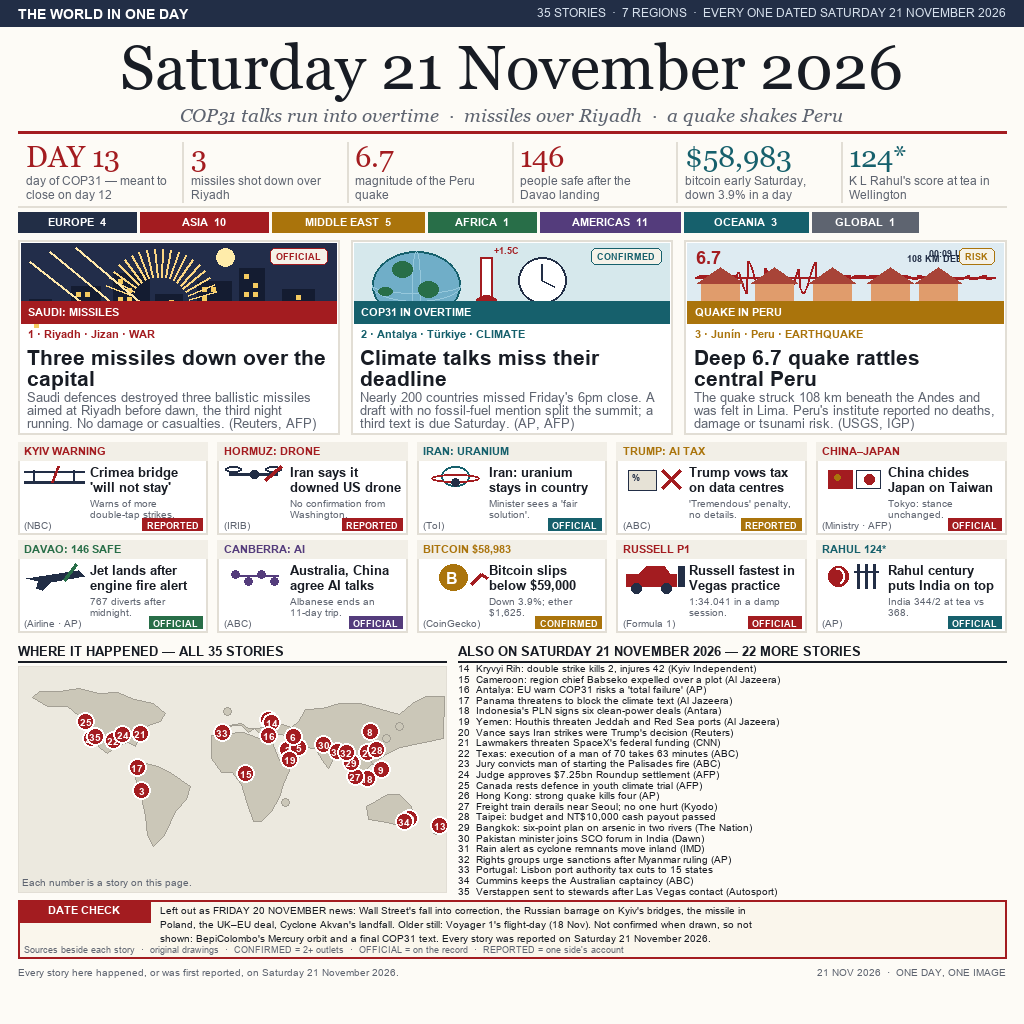 THE WORLD IN ONE DAY
35 STORIES · 7 REGIONS · EVERY ONE DATED SATURDAY 21 NOVEMBER 2026
Saturday 21 November 2026
COP31 talks run into overtime · missiles over Riyadh · a quake shakes Peru
DAY 13
day of COP31 — meant to
close on day 12
3
missiles shot down over
Riyadh
6.7
magnitude of the Peru
quake
146
people safe after the
Davao landing
$58,983
bitcoin early Saturday,
down 3.9% in a day
124*
K L Rahul's score at tea in
Wellington
EUROPE 4
ASIA 10
MIDDLE EAST 5
AFRICA 1
AMERICAS 11
OCEANIA 3
GLOBAL 1
OFFICIAL
SAUDI: MISSILES
1 · Riyadh · Jizan · WAR
Three missiles down over the
capital
Saudi defences destroyed three ballistic missiles
aimed at Riyadh before dawn, the third night
running. No damage or casualties. (Reuters, AFP)
+1.5C
CONFIRMED
COP31 IN OVERTIME
2 · Antalya · Türkiye · CLIMATE
Climate talks miss their
deadline
Nearly 200 countries missed Friday's 6pm close. A
draft with no fossil-fuel mention split the summit; a
third text is due Saturday. (AP, AFP)
6.7
00:09
108 KM
RISK
QUAKE IN PERU
3 · Junín · Peru · EARTHQUAKE
Deep 6.7 quake rattles
central Peru
The quake struck 108 km beneath the Andes and
was felt in Lima. Peru's institute reported no deaths,
damage or tsunami risk. (USGS, IGP)
KYIV WARNING
Crimea bridge
'will not stay'
Warns of more
double-tap strikes.
(NBC)
REPORTED
HORMUZ: DRONE
Iran says it
downed US drone
No confirmation from
Washington.
(IRIB)
REPORTED
IRAN: URANIUM
Iran: uranium
stays in country
Minister sees a 'fair
solution'.
(ToI)
OFFICIAL
TRUMP: AI TAX
%
Trump vows tax
on data centres
'Tremendous' penalty,
no details.
(ABC)
REPORTED
CHINA–JAPAN
China chides
Japan on Taiwan
Tokyo: stance
unchanged.
(Ministry · AFP)
OFFICIAL
DAVAO: 146 SAFE
Jet lands after
engine fire alert
767 diverts after
midnight.
(Airline · AP)
OFFICIAL
CANBERRA: AI
Australia, China
agree AI talks
Albanese ends an
11-day trip.
(ABC)
OFFICIAL
BITCOIN $58,983
B
Bitcoin slips
below $59,000
Down 3.9%; ether
$1,625.
(CoinGecko)
CONFIRMED
RUSSELL P1
Russell fastest in
Vegas practice
1:34.041 in a damp
session.
(Formula 1)
OFFICIAL
RAHUL 124*
Rahul century
puts India on top
India 344/2 at tea vs
368.
(AP)
OFFICIAL
WHERE IT HAPPENED — ALL 35 STORIES
25
35
24
21
17
3
33
14
16
6
5
19
15
30
32
8
28
9
27
34
13
Each number is a story on this page.
ALSO ON SATURDAY 21 NOVEMBER 2026 — 22 MORE STORIES
14 Kryvyi Rih: double strike kills 2, injures 42 (Kyiv Independent)
15 Cameroon: region chief Babseko expelled over a plot (Al Jazeera)
16 Antalya: EU warn COP31 risks a 'total failure' (AP)
17 Panama threatens to block the climate text (Al Jazeera)
18 Indonesia's PLN signs six clean-power deals (Antara)
19 Yemen: Houthis threaten Jeddah and Red Sea ports (Al Jazeera)
20 Vance says Iran strikes were Trump's decision (Reuters)
21 Lawmakers threaten SpaceX's federal funding (CNN)
22 Texas: execution of a man of 70 takes 63 minutes (ABC)
23 Jury convicts man of starting the Palisades fire (ABC)
24 Judge approves $7.25bn Roundup settlement (AFP)
25 Canada rests defence in youth climate trial (AFP)
26 Hong Kong: strong quake kills four (AP)
27 Freight train derails near Seoul; no one hurt (Kyodo)
28 Taipei: budget and NT$10,000 cash payout passed
29 Bangkok: six-point plan on arsenic in two rivers (The Nation)
30 Pakistan minister joins SCO forum in India (Dawn)
31 Rain alert as cyclone remnants move inland (IMD)
32 Rights groups urge sanctions after Myanmar ruling (AP)
33 Portugal: Lisbon port authority tax cuts to 15 states
34 Cummins keeps the Australian captaincy (ABC)
35 Verstappen sent to stewards after Las Vegas contact (Autosport)
DATE CHECK
Left out as FRIDAY 20 NOVEMBER news: Wall Street's fall into correction, the Russian barrage on Kyiv's bridges, the missile in
Poland, the UK–EU deal, Cyclone Akvan's landfall. Older still: Voyager 1's flight-day (18 Nov). Not confirmed when drawn, so not
shown: BepiColombo's Mercury orbit and a final COP31 text. Every story was reported on Saturday 21 November 2026.
Sources beside each story · original drawings · CONFIRMED = 2+ outlets · OFFICIAL = on the record · REPORTED = one side's account
Every story here happened, or was first reported, on Saturday 21 November 2026.
21 NOV 2026 · ONE DAY, ONE IMAGE